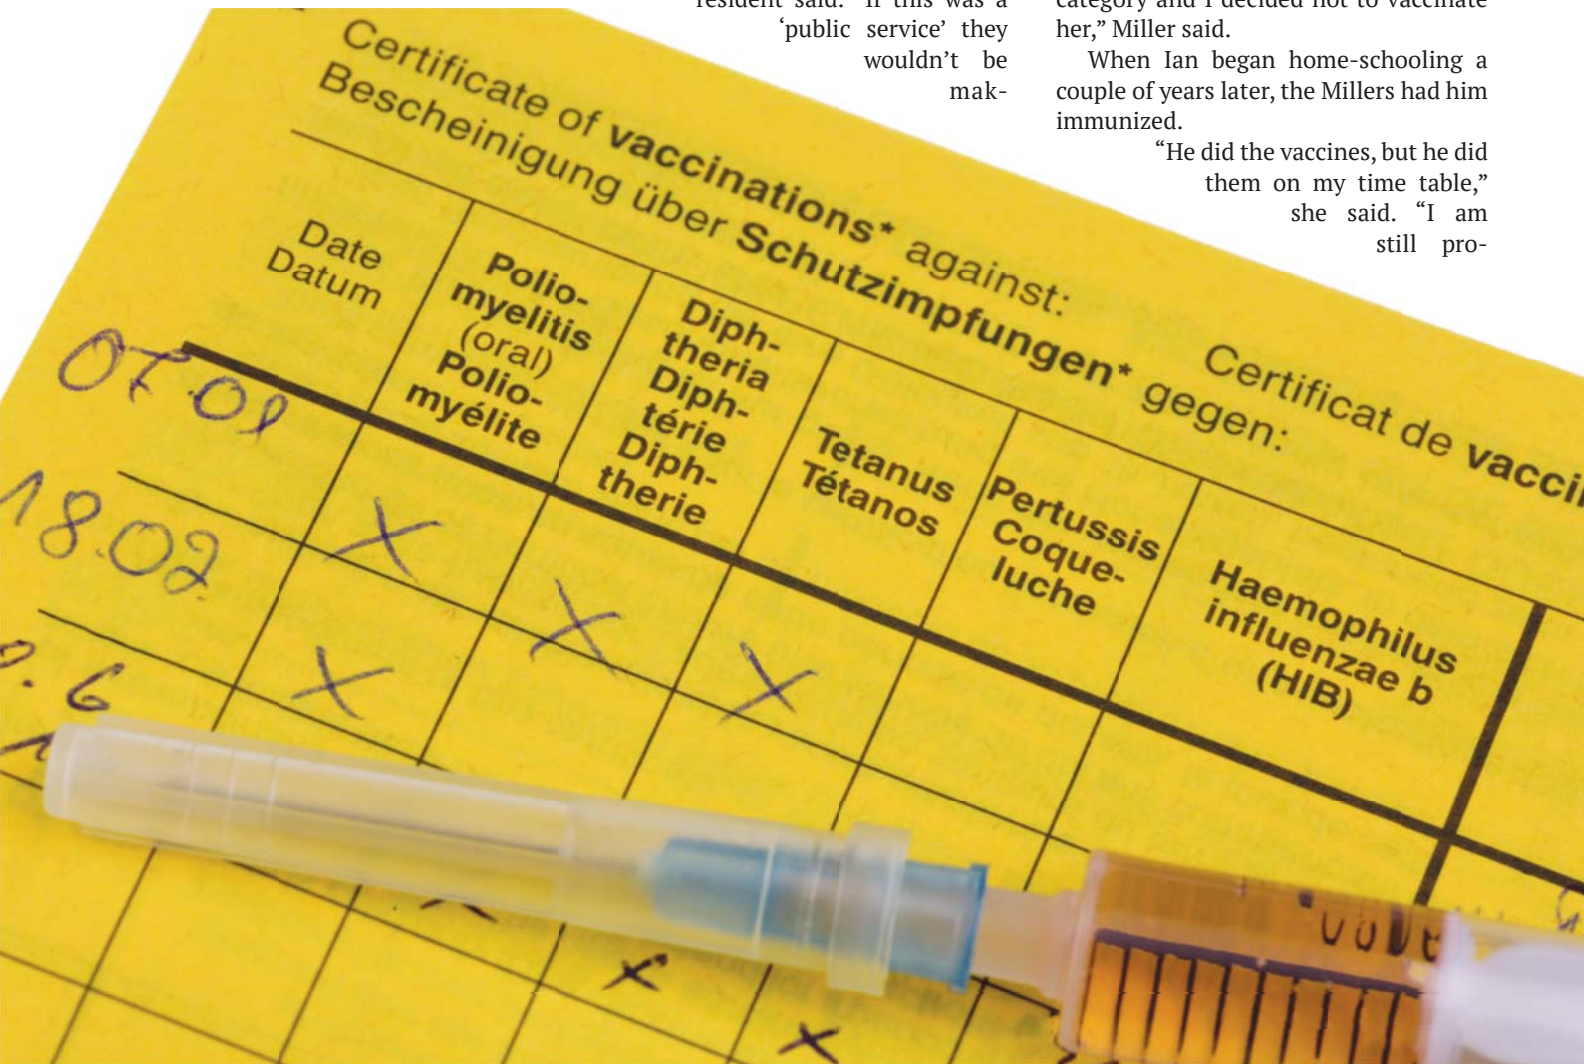 resident said. "If this was a
‘public service’ they
wouldn’t be
mak-
category and I decided not to vaccinate
her,” Miller said.
When Ian began home-schooling a
couple of years later, the Millers had him
immunized.
“He did the vaccines, but he did
them on my time table,”
she said. “I am
still pro-
Certificate of vaccinations* against:
Bescheinigung über Schutzimpfungen* gegen:
Certificat de
Date
Datum
Polio-
myelitis
(oral)
Polio-
myélite
Diph-
theria
Diph-
térie
Diph-
therie
Tetanus
Tétanos
Pertussis
Coque-
luche
Haemophilus
influenzae b
(HIB)
07.01
X
X
X
18.02
X
X
X